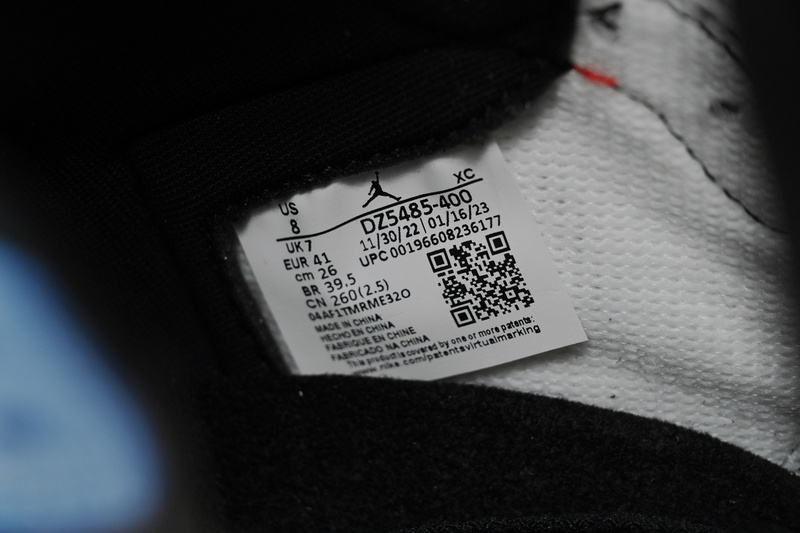 US
XC
8
DZ5485-400
UK 7
11/30/22 | 01/16/23
EUR 41
UPC 00196608236177
cm 26
BR 39.5
CN 260(2.5)
04AF1TMRME32O
MADE IN CHINA
HECHO EN CHINA
FABRIQUE EN CHINE
FABRICADO NA CHINA
This product is covered by one or more patents:
www.nike.com/patentsvirtualmarking